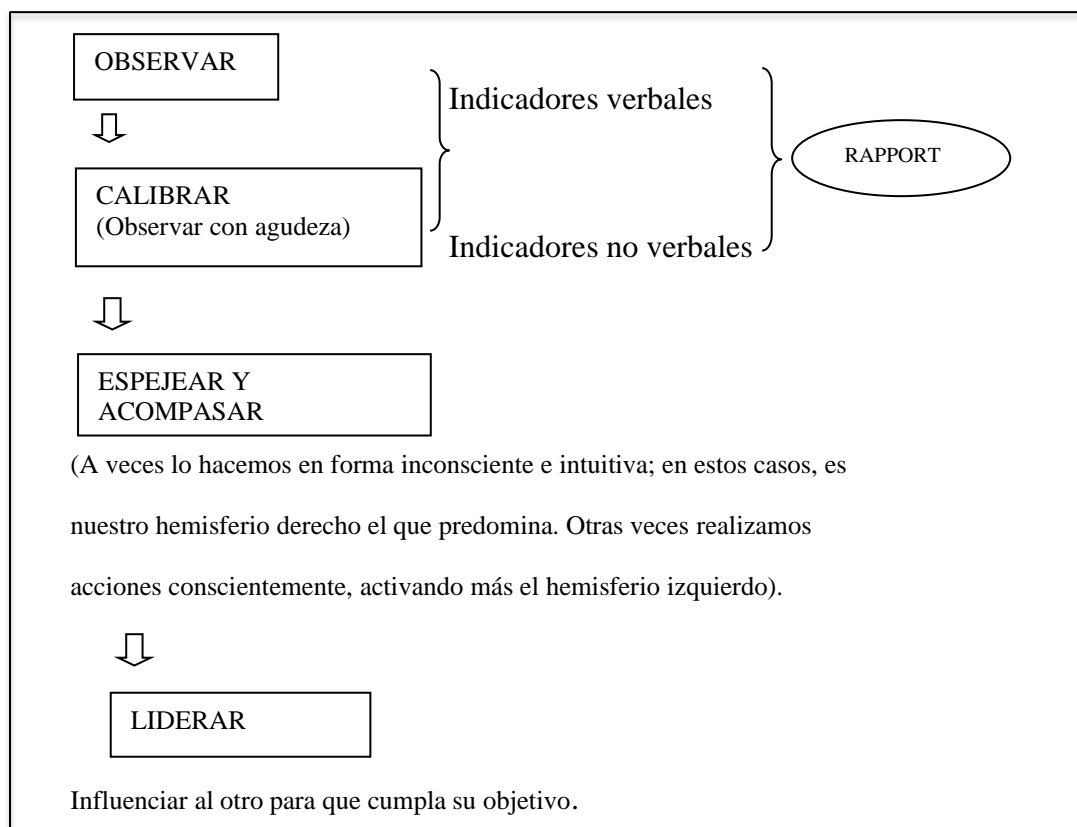 OBSERVAR
Indicadores verbales
RAPPORT
CALIBRAR
(Observar con agudeza)
Indicadores no verbales
ESPEJEAR Y
ACOMPASAR
(A veces lo hacemos en forma inconsciente e intuitiva; en estos casos, es
nuestro hemisferio derecho el que predomina. Otras veces realizamos
acciones conscientemente, activando más el hemisferio izquierdo).
LIDERAR
Influenciar al otro para que cumpla su objetivo.